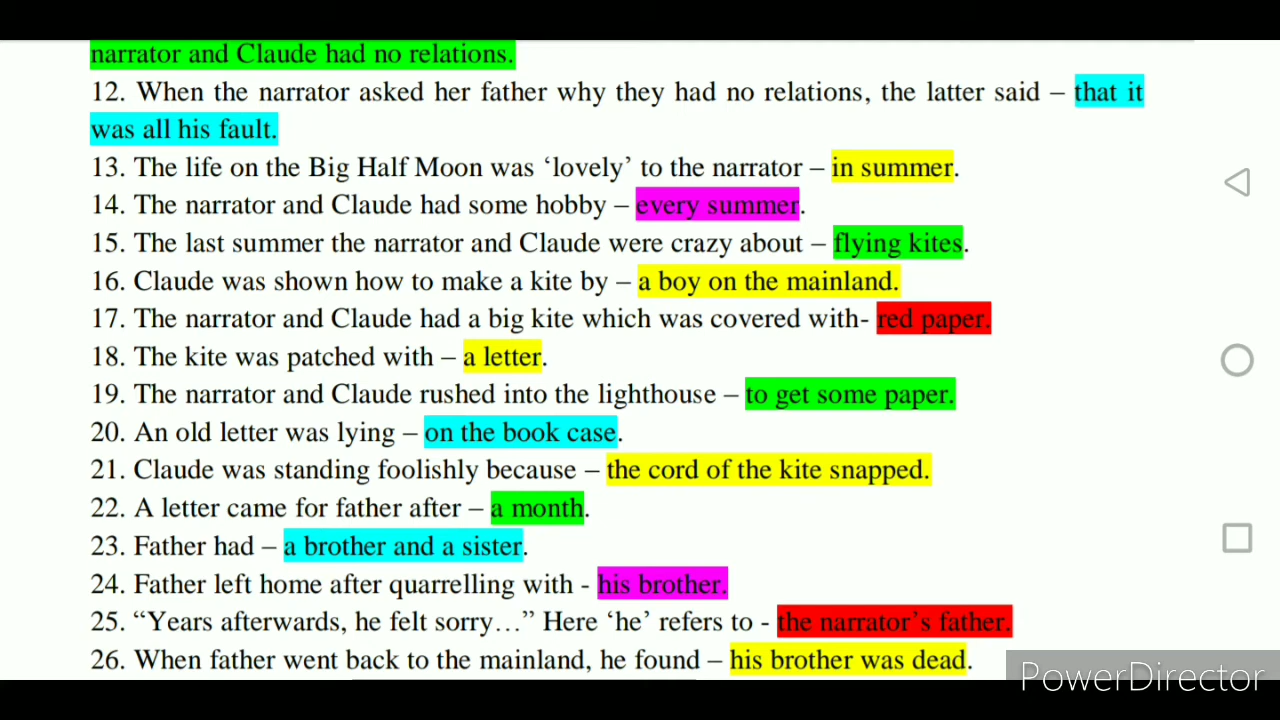 narrator and Claude had no relations.
12. When the narrator asked her father why they had no relations, the latter said – that it
was all his fault.
13. The life on the Big Half Moon was ‘lovely’ to the narrator – in summer.
14. The narrator and Claude had some hobby – every summer.
15. The last summer the narrator and Claude were crazy about – flying kites.
16. Claude was shown how to make a kite by – a boy on the mainland.
17. The narrator and Claude had a big kite which was covered with- red paper.
18. The kite was patched with – a letter.
19. The narrator and Claude rushed into the lighthouse – to get some paper.
20. An old letter was lying – on the book case.
21. Claude was standing foolishly because – the cord of the kite snapped.
22. A letter came for father after – a month.
23. Father had – a brother and a sister.
24. Father left home after quarrelling with - his brother.
25. “Years afterwards, he felt sorry…” Here ‘he’ refers to - the narrator’s father.
26. When father went back to the mainland, he found – his brother was dead.
PowerDirector